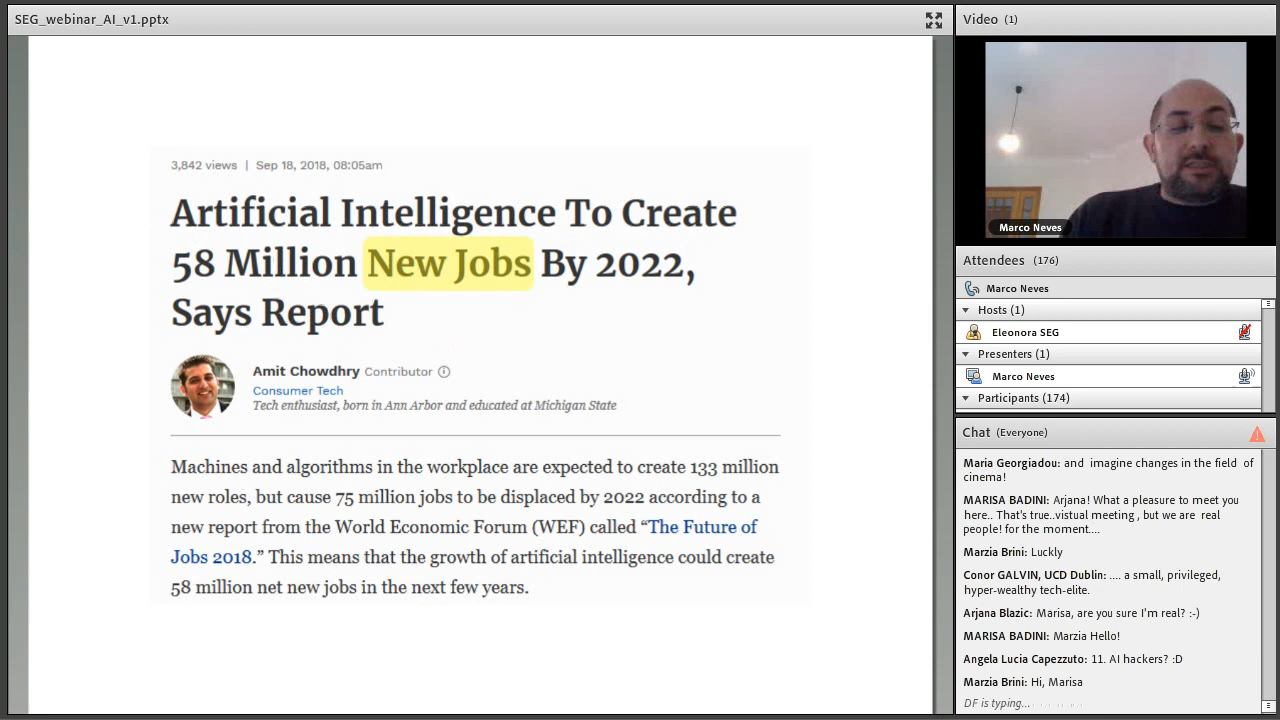 SEG_webinar_AI_v1.pptx
3,842 views | Sep 18, 2018, 08:05am
Artificial Intelligence To Create
58 Million New Jobs By 2022,
Says Report
Amit Chowdhry Contributor
Consumer Tech
Tech enthusiast, born in Ann Arbor and educated at Michigan State
Machines and algorithms in the workplace are expected to create 133 million
new roles, but cause 75 million jobs to be displaced by 2022 according to a
new report from the World Economic Forum (WEF) called “The Future of
Jobs 2018.” This means that the growth of artificial intelligence could create
58 million net new jobs in the next few years.
Video (1)
Marco Neves
Attendees (176)
Marco Neves
Hosts (1)
Eleonora SEG
Presenters (1)
Marco Neves
Participants (174)
Chat (Everyone)
Maria Georgiadou: and imagine changes in the field of
cinema!
MARISA BADINI: Arjana! What a pleasure to meet you
here.. That's true..vistual meeting , but we are real
people! for the moment....
Marzia Brini: Luckly
Conor GALVIN, UCD Dublin: .... a small, privileged,
hyper-wealthy tech-elite.
Arjana Blazic: Marisa, are you sure I'm real? :-)
MARISA BADINI: Marzia Hello!
Angela Lucia Capezzuto: 11. AI hackers? :D
Marzia Brini: Hi, Marisa
DF is typing...